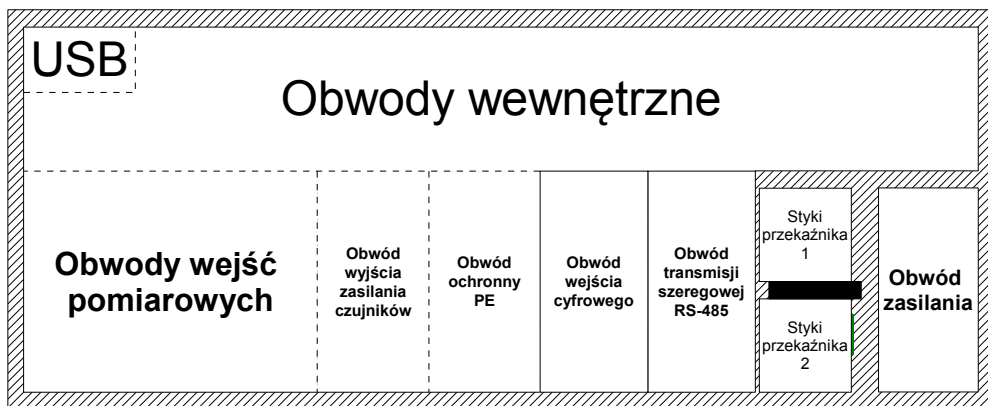 USB
Obwody wewnętrzne
Obwody wejść
pomiarowych
Obwód
wyjścia
zasilania
czujników
Obwód
ochronny
PE
Obwód
wejścia
cyfrowego
Obwód
transmisji
szeregowej
RS-485
Styki
przekaźnika
1
Styki
przekaźnika
2
Obwód
zasilania